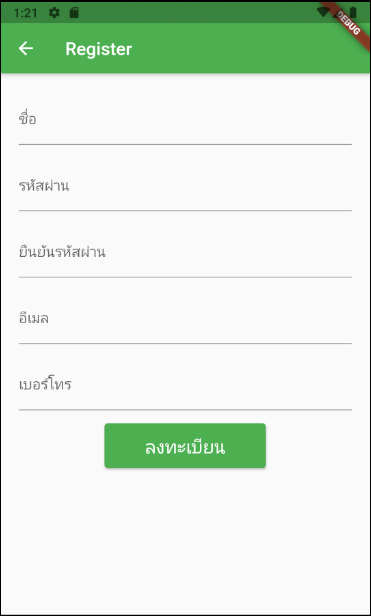 1:21
DEBUG
Register
ชื่อ
รหัสผ่าน
ยืนยันรหัสผ่าน
อีเมล
เบอร์โทร
ลงทะเบียน